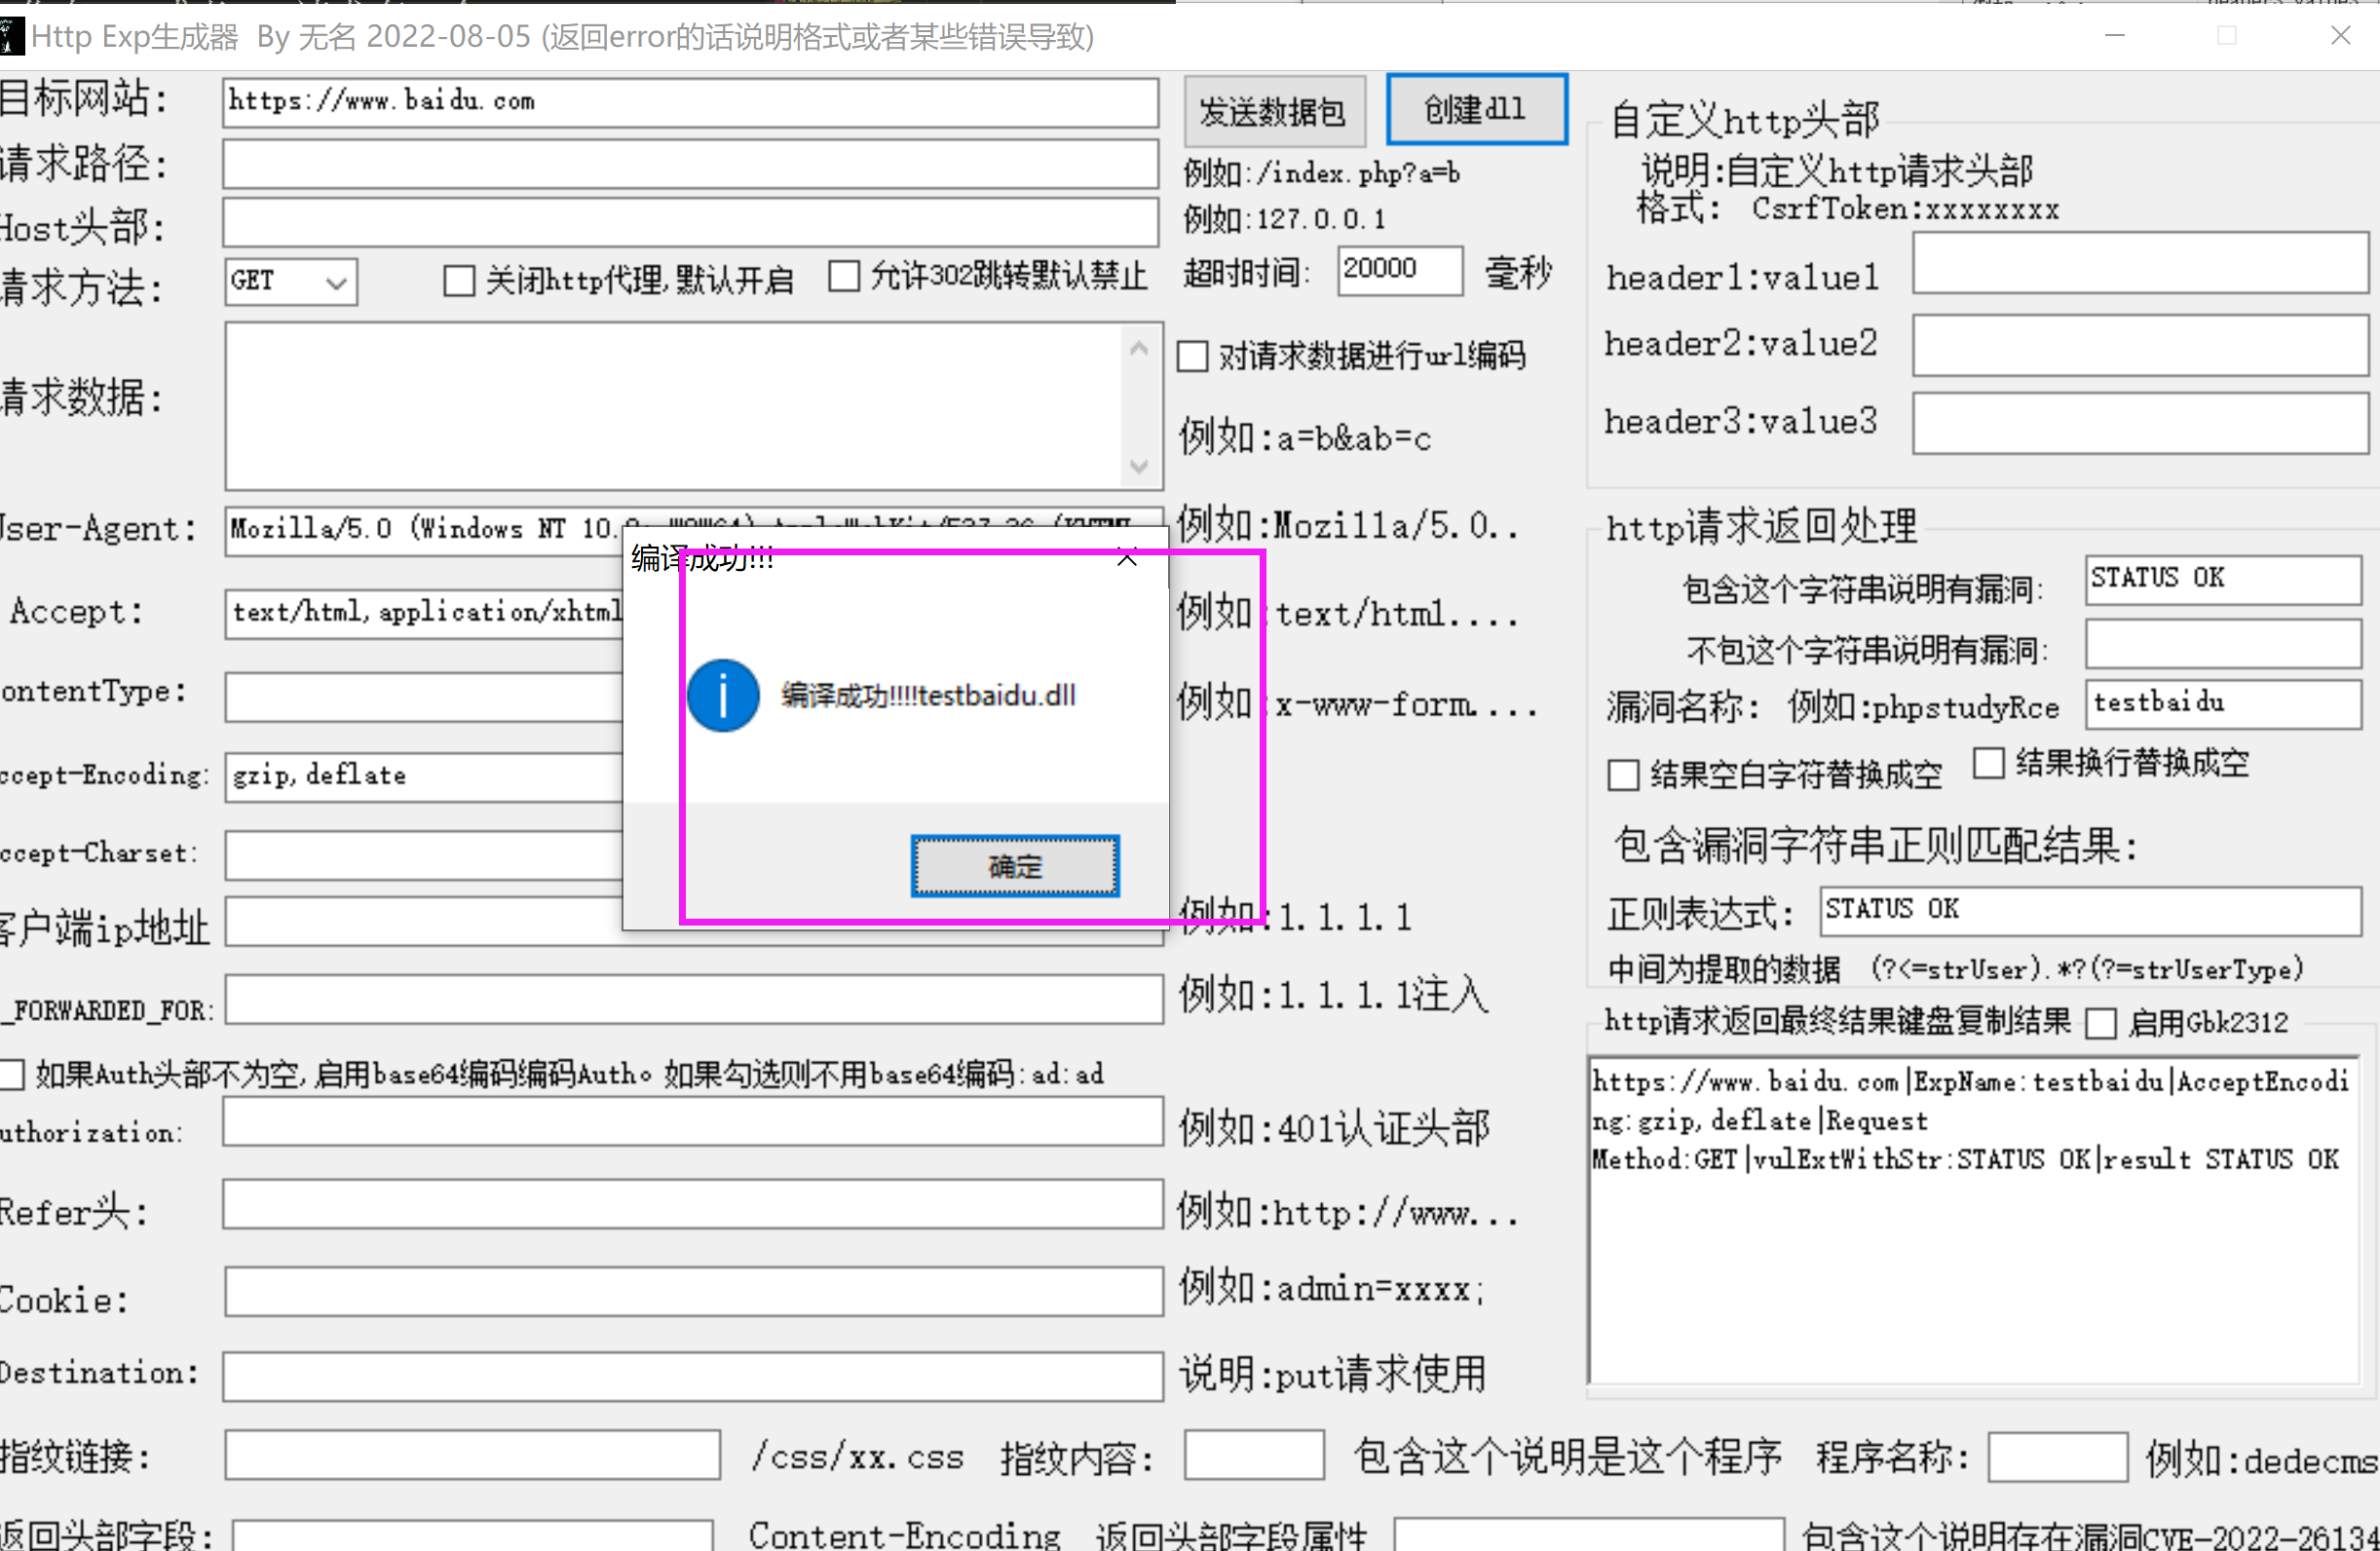 Http Exp生成器 By 无名 2022-08-05 (返回error的话说明格式或者某些错误导致)
目标网站: https://www.baidu.com 发送数据包 创建dll
请求路径: 例如:/index.php?a=b
Host头部: 例如:127.0.0.1
请求方法: GET 关闭http代理,默认开启 允许302跳转默认禁止 超时时间: 20000 毫秒
请求数据: 对请求数据进行url编码
例如:a=b&ab=c
User-Agent: Mozilla/5.0 (Windows NT 10. 例如:Mozilla/5.0..
Accept: text/html,application/xhtml 例如:text/html....
ontentType: 例如:x-www-form....
ccept-Encoding: gzip,deflate
ccept-Charset:
客户端ip地址 例如:1.1.1.1
_FORWARDED_FOR: 例如:1.1.1.1注入
如果Auth头部不为空,启用base64编码编码Auth。如果勾选则不用base64编码:ad:ad
uthorization: 例如:401认证头部
Refer头: 例如:http://www...
Cookie: 例如:admin=xxxx;
Destination: 说明:put请求使用
指纹链接: /css/xx.css 指纹内容: 包含这个说明是这个程序 程序名称: 例如:dedecms
返回头部字段: Content-Encoding 返回头部字段属性 包含这个说明存在漏洞CVE-2022-26134
编译成功!!!
编译成功!!!!testbaidu.dll
确定
自定义http头部
说明:自定义http请求头部
格式: CsrfToken:xxxxxxxx
header1:value1
header2:value2
header3:value3
http请求返回处理
包含这个字符串说明有漏洞: STATUS OK
不包这个字符串说明有漏洞:
漏洞名称: 例如:phpstudyRce testbaidu
结果空白字符替换成空 结果换行替换成空
包含漏洞字符串正则匹配结果:
正则表达式: STATUS OK
中间为提取的数据 (?<=strUser).*?(?=strUserType)
http请求返回最终结果键盘复制结果 启用Gbk2312
https://www.baidu.com|ExpName:testbaidu|AcceptEncodi
ng:gzip,deflate|Request
Method:GET|vulExtWithStr:STATUS OK|result STATUS OK